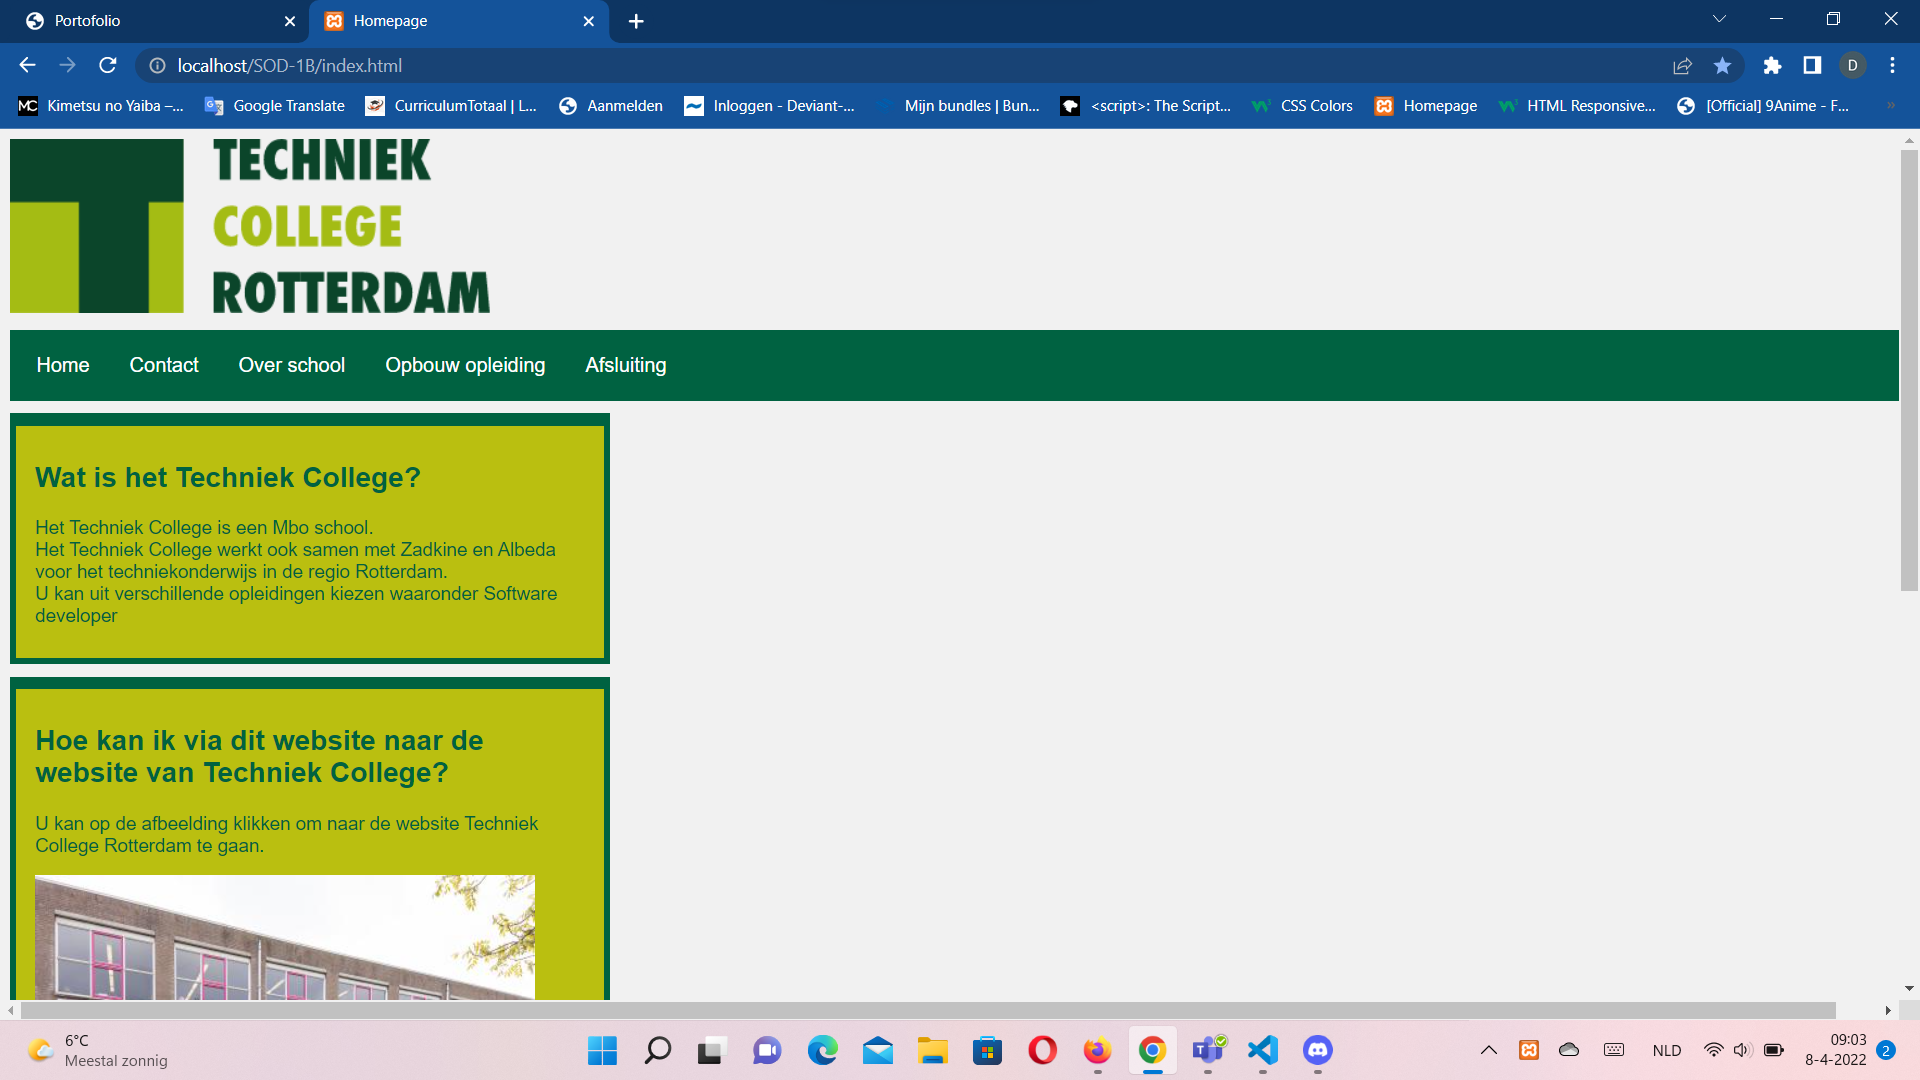 Portofolio
Homepage
localhost/SOD-1B/index.html
D
MC Kimetsu no Yaiba –...
Google Translate
CurriculumTotaal | L...
Aanmelden
Inloggen - Deviant-...
Mijn bundles | Bun...
<script>: The Script...
CSS Colors
Homepage
HTML Responsive...
[Official] 9Anime - F...
TECHNIEK
COLLEGE
ROTTERDAM
Home
Contact
Over school
Opbouw opleiding
Afsluiting
Wat is het Techniek College?
Het Techniek College is een Mbo school.
Het Techniek College werkt ook samen met Zadkine en Albeda
voor het techniekonderwijs in de regio Rotterdam.
U kan uit verschillende opleidingen kiezen waaronder Software
developer
Hoe kan ik via dit website naar de
website van Techniek College?
U kan op de afbeelding klikken om naar de website Techniek
College Rotterdam te gaan.
6°C
Meestal zonnig
NLD
09:03
8-4-2022
2